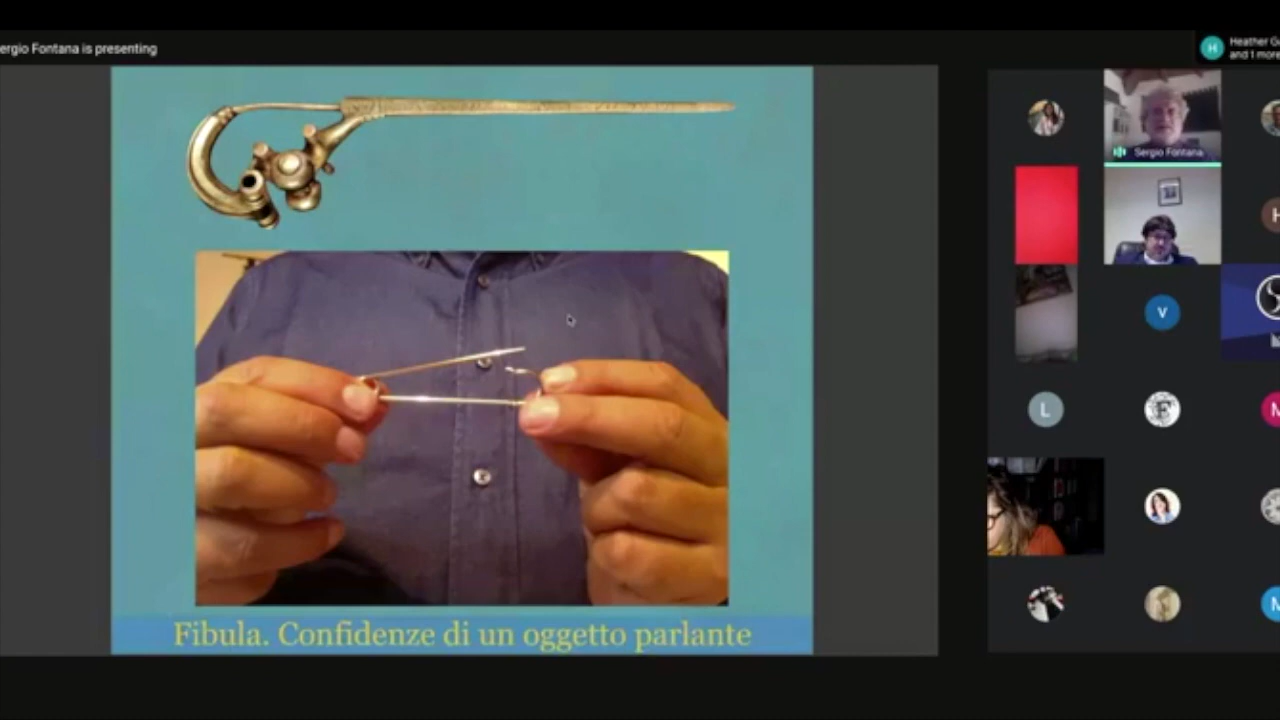 ergio Fontana is presenting
H
Heather G
and 1 more
Sergio Fontana
H
V
L
F
M
M
Fibula. Confidenze di un oggetto parlante